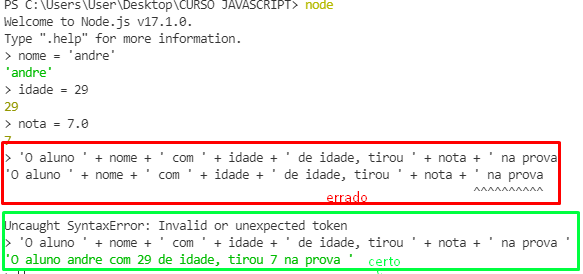 PS C:\Users\User\Desktop\CURSO JAVASCRIPT> node
Welcome to Node.js v17.1.0.
Type ".help" for more information.
> nome = 'andre'
'andre'
> idade = 29
29
> nota = 7.0
7
> 'O aluno ' + nome + ' com ' + idade + ' de idade, tirou ' + nota + ' na prova
'O aluno ' + nome + ' com ' + idade + ' de idade, tirou ' + nota + ' na prova
^^^^^^^^^^
errado
Uncaught SyntaxError: Invalid or unexpected token
> 'O aluno ' + nome + ' com ' + idade + ' de idade, tirou ' + nota + ' na prova '
'O aluno andre com 29 de idade, tirou 7 na prova ' certo